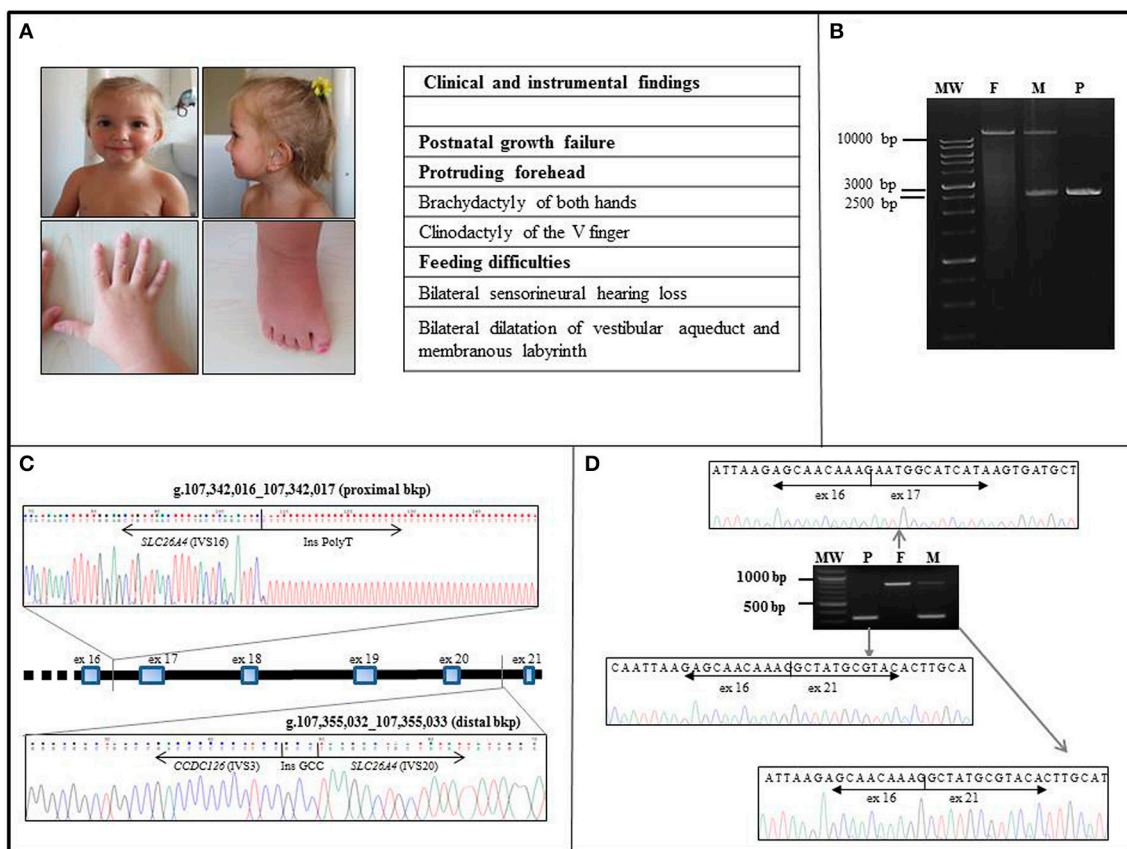 A
Clinical and instrumental findings
Postnatal growth failure
Protruding forehead
Brachydactyly of both hands
Clinodactyly of the V finger
Feeding difficulties
Bilateral sensorineural hearing loss
Bilateral dilatation of vestibular aqueduct and
membranous labyrinth
B
MW F M P
10000 bp
3000 bp
2500 bp
C
g.107,342,016_107,342,017 (proximal bkp)
SLC26A4 (IVS16) Ins PolyT
ex 16 ex 17 ex 18 ex 19 ex 20 ex 21
g.107,355,032_107,355,033 (distal bkp)
CCDC126 (IVS3) Ins GCC SLC26A4 (IVS20)
D
ATTAAGAGCAACAAAGAATGGCATCATAAGTGATGCT
ex 16 ex 17
MW P F M
1000 bp
500 bp
CAATTAAGAGCAACAAAGGCTATGCGTACACTTGCA
ex 16 ex 21
ATTAAGAGCAACAAAGGCTATGCGTACACTTGCAT
ex 16 ex 21